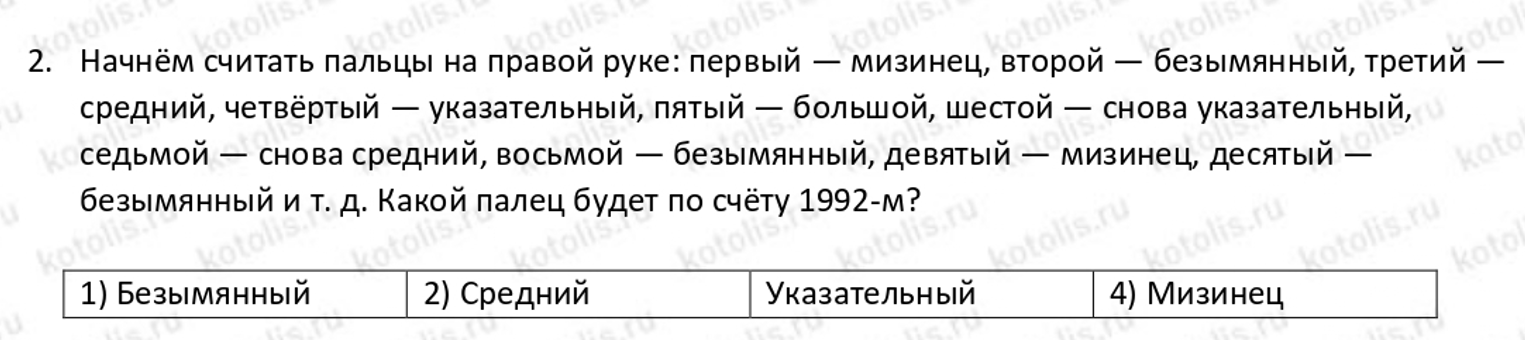 2. Начнём считать пальцы на правой руке: первый — мизинец, второй — безымянный, третий —
средний, четвёртый — указательный, пятый — большой, шестой — снова указательный,
седьмой — снова средний, восьмой — безымянный, девятый — мизинец, десятый —
безымянный и т. д. Какой палец будет по счёту 1992-м?
1) Безымянный 2) Средний Указательный 4) Мизинец